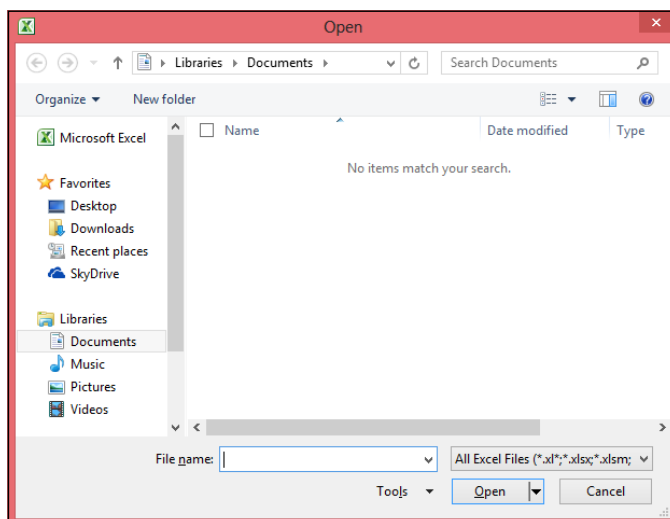 Open
Libraries Documents
Search Documents
Organize New folder
Microsoft Excel
Name Date modified Type
No items match your search.
Favorites
Desktop
Downloads
Recent places
SkyDrive
Libraries
Documents
Music
Pictures
Videos
File name: All Excel Files (*.xl*;*.xlsx;*.xlsm;
Tools Open Cancel